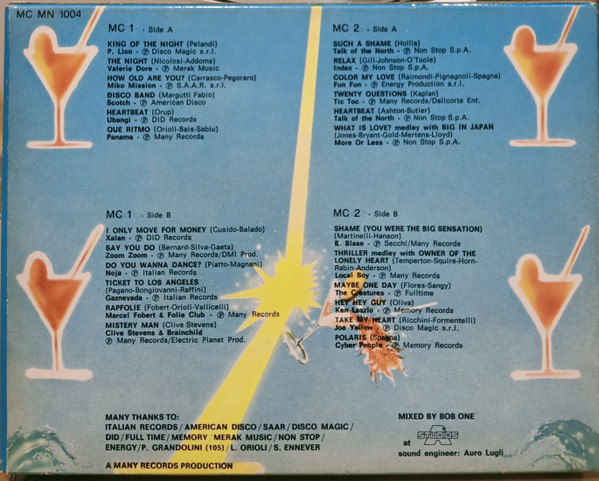 MC MN 1004
MC 1 - Side A
KING OF THE NIGHT (Pelandi)
P. Lion - ℗ Disco Magic s.r.l.
THE NIGHT (Nicolosi-Addoms)
Valerie Dore - ℗ Merak Music
HOW OLD ARE YOU? (Carrasco-Pegoraro)
Miko Mission - ℗ S.A.A.R. s.r.l.
DISCO BAND (Margutti Fabio)
Scotch - ℗ American Disco
HEARTBEAT (Orup)
Ubangi - ℗ DID Records
QUE RITMO (Orioli-Bais-Sabiu)
Panama - ℗ Many Records
MC 2 - Side A
SUCH A SHAME (Hollis)
Talk of the North - ℗ Non Stop S.p.A.
RELAX (Gill-Johnson-O'Toole)
Index - ℗ Non Stop S.p.A.
COLOR MY LOVE (Raimondi-Pignagnoli-Spagna)
Fun Fun - ℗ Energy Production s.r.l.
TWENTY QUESTIONS (Kaplan)
Tic Toc - ℗ Many Records/Dallcorte Ent.
HEARTBEAT (Ashton-Butler)
Talk of the North - ℗ Non Stop S.p.A.
WHAT IS LOVE? medley with BIG IN JAPAN
(Jones-Bryant-Gold-Mertens-Lloyd)
More Or Less - ℗ Non Stop S.p.A.
MC 1 - Side B
I ONLY MOVE FOR MONEY (Cusido-Balado)
Xalan - ℗ DID Records
SAY YOU DO (Bernard-Silva-Gaeta)
Zoom Zoom - ℗ Many Records/DMI Prod.
DO YOU WANNA DANCE? (Piatto-Magnani)
Noja - ℗ Italian Records
TICKET TO LOS ANGELES
(Pagano-Bongiovanni-Raffini)
Gaznevada - ℗ Italian Records
RAPFOLIE (Fobert-Orioli-Vallicelli)
Marcel Fobert & Folie Club - ℗ Many Records
MISTERY MAN (Clive Stevens)
Clive Stevens & Brainchild
℗ Many Records/Electric Planet Prod.
MC 2 - Side B
SHAME (YOU WERE THE BIG SENSATION)
(Martinelli-Hanson)
B. Blase - ℗ Secchi/Many Records
THRILLER medley with OWNER OF THE
LONELY HEART (Temperton-Squire-Horn-
Rabin-Anderson)
Local Boy - ℗ Many Records
MAYBE ONE DAY (Flores-Sangy)
The Creatures - ℗ Fulltime
HEY HEY GUY (Oliva)
Ken Laszlo - ℗ Memory Records
TAKE MY HEART (Ricchini-Formentelli)
Joe Yellow - ℗ Disco Magic s.r.l.
POLARIS (Spagna)
Cyber People - ℗ Memory Records
MANY THANKS TO:
ITALIAN RECORDS / AMERICAN DISCO / SAAR / DISCO MAGIC /
DID / FULL TIME / MEMORY MERAK MUSIC / NON STOP /
ENERGY / P. GRANDOLINI (105) / L. ORIOLI / S. ENNEVER
A MANY RECORDS PRODUCTION
MIXED BY BOB ONE
at STUDIOS
sound engineer: Auro Lugli